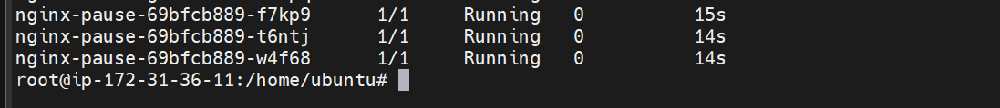 nginx-pause-69bfcb889-f7kp9 1/1 Running 0 15s
nginx-pause-69bfcb889-t6ntj 1/1 Running 0 14s
nginx-pause-69bfcb889-w4f68 1/1 Running 0 14s
root@ip-172-31-36-11:/home/ubuntu#